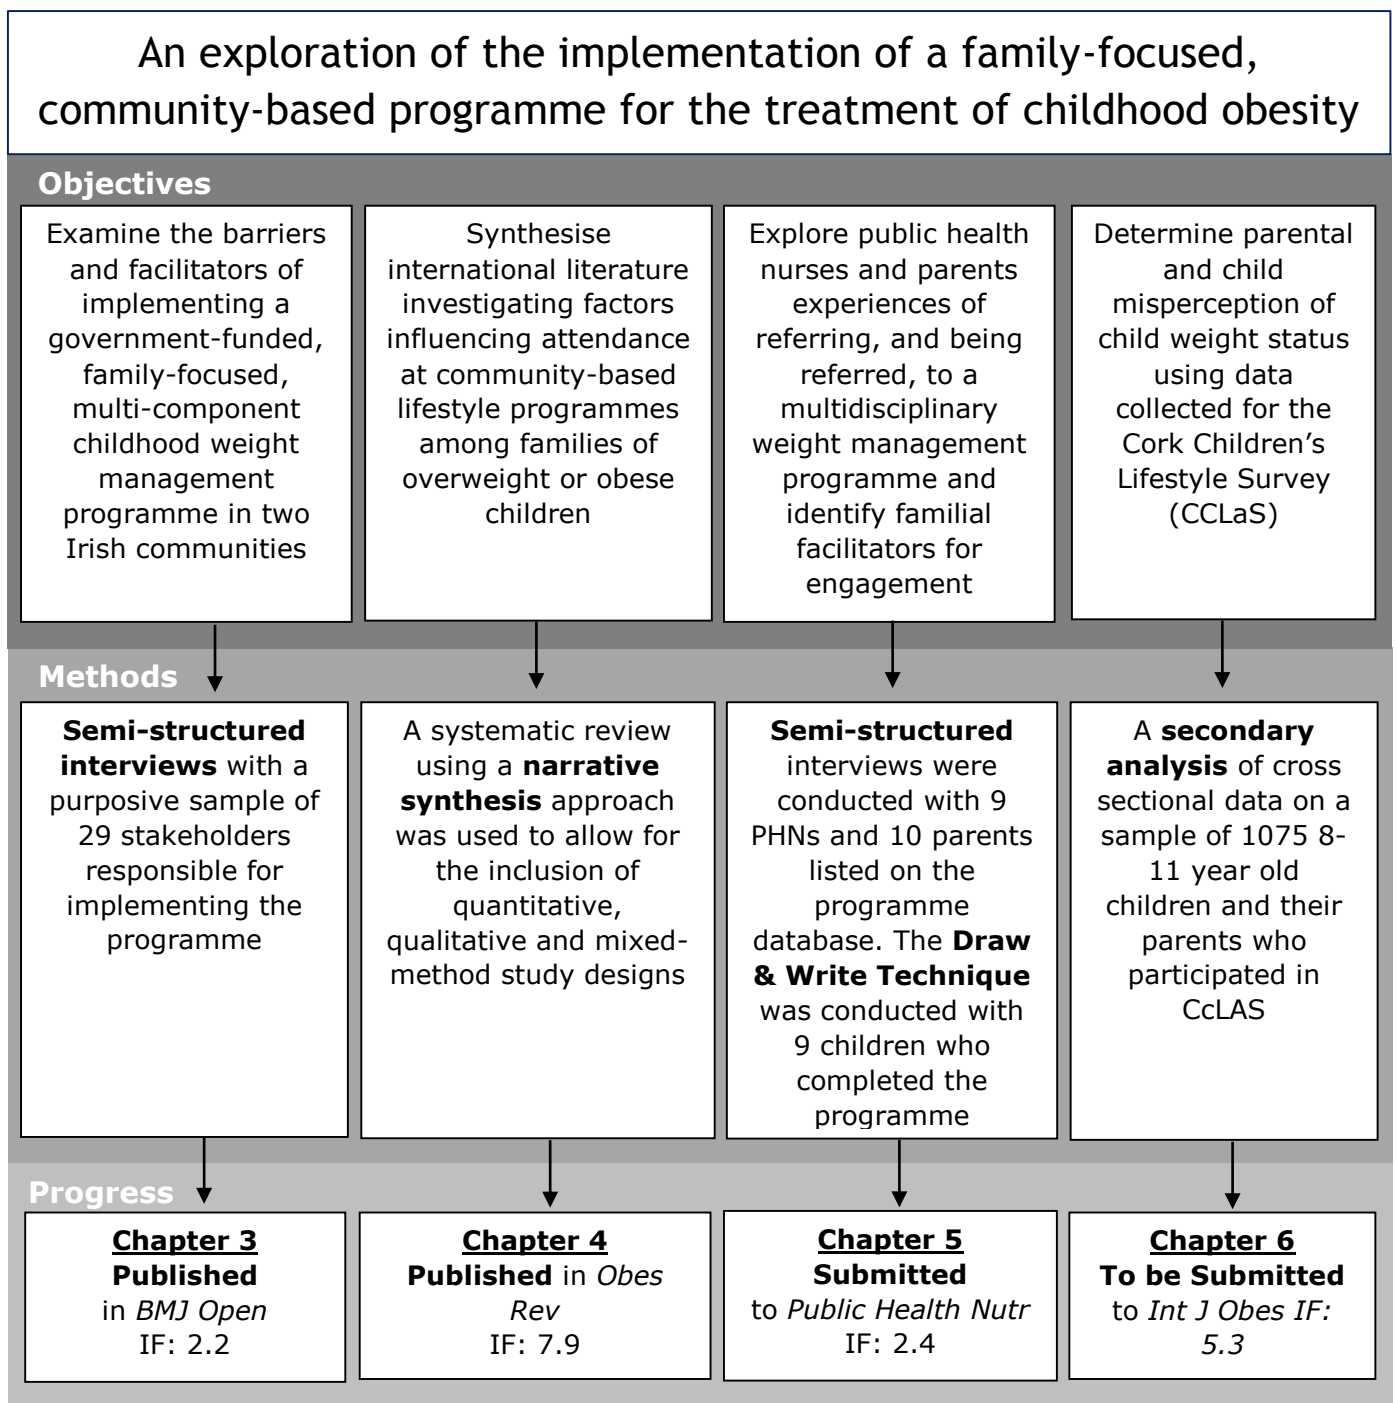 An exploration of the implementation of a family-focused,
community-based programme for the treatment of childhood obesity
Objectives
Examine the barriers
and facilitators of
implementing a
government-funded,
family-focused,
multi-component
childhood weight
management
programme in two
Irish communities
Synthesise
international literature
investigating factors
influencing attendance
at community-based
lifestyle programmes
among families of
overweight or obese
children
Explore public health
nurses and parents
experiences of
referring, and being
referred, to a
multidisciplinary
weight management
programme and
identify familial
facilitators for
engagement
Determine parental
and child
misperception of
child weight status
using data
collected for the
Cork Children’s
Lifestyle Survey
(CCLaS)
Methods
Semi-structured
interviews with a
purposive sample of
29 stakeholders
responsible for
implementing the
programme
A systematic review
using a narrative
synthesis approach
was used to allow for
the inclusion of
quantitative,
qualitative and mixed-
method study designs
Semi-structured
interviews were
conducted with 9
PHNs and 10 parents
listed on the
programme
database. The Draw
& Write Technique
was conducted with
9 children who
completed the
programme
A secondary
analysis of cross
sectional data on a
sample of 1075 8-
11 year old
children and their
parents who
participated in
CcLAS
Progress
Chapter 3
Published
in BMJ Open
IF: 2.2
Chapter 4
Published in Obes
Rev
IF: 7.9
Chapter 5
Submitted
to Public Health Nutr
IF: 2.4
Chapter 6
To be Submitted
to Int J Obes IF:
5.3